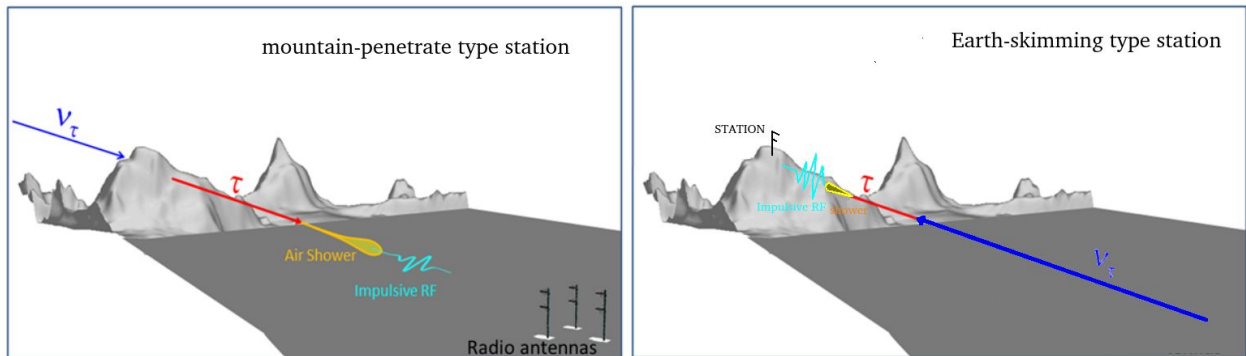 mountain-penetrate type station
ντ
τ
Air Shower
Impulsive RF
Radio antennas
Earth-skimming type station
STATION
τ
Impulsive RF
Shower
ντ